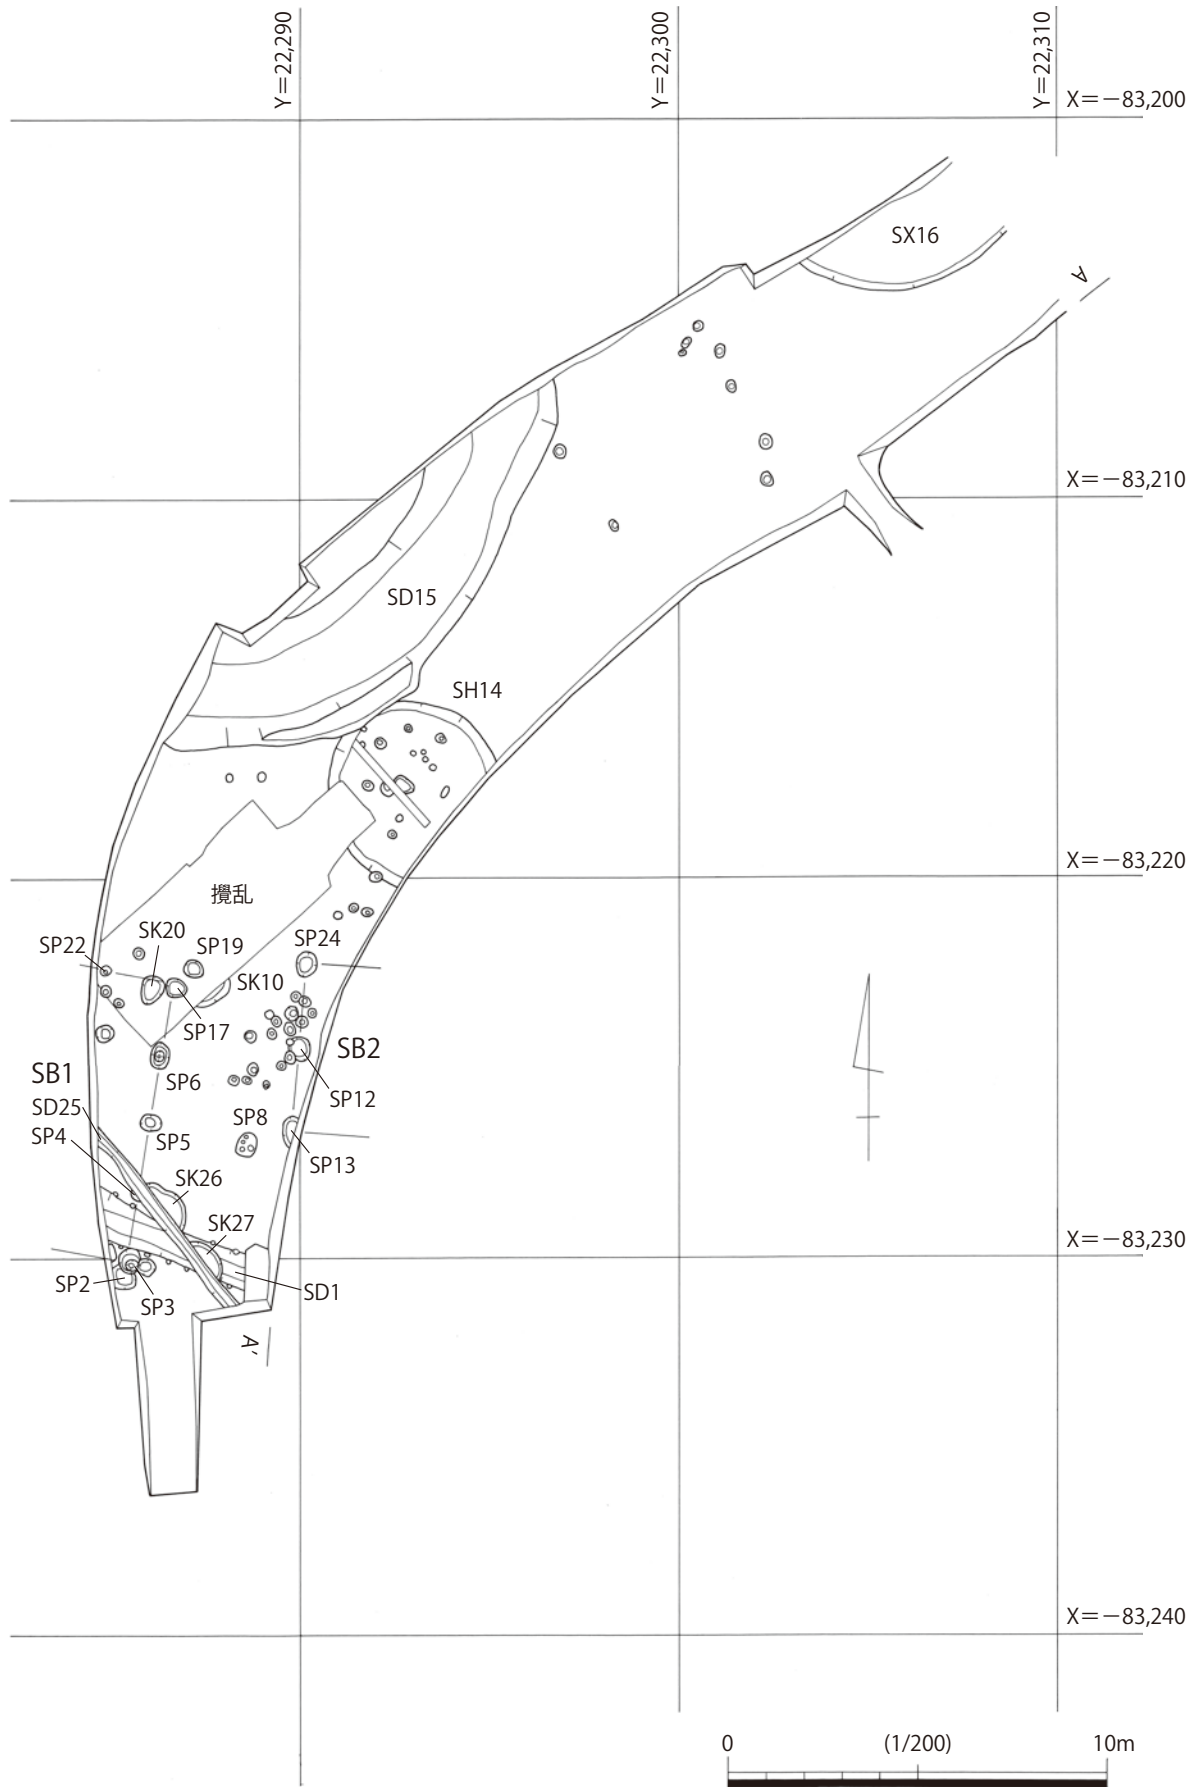 Y＝22,290
Y＝22,300
Y＝22,310
X＝－83,200
SX16
A
X＝－83,210
SD15
SH14
X＝－83,220
攪乱
SK20
SP22
SP19
SP24
SK10
SP17
SB2
SB1
SP6
SP12
SD25
SP8
SP4
SP5
SP13
SK26
SK27
X＝－83,230
SP2
SD1
SP3
A'
X＝－83,240
0 (1/200) 10m